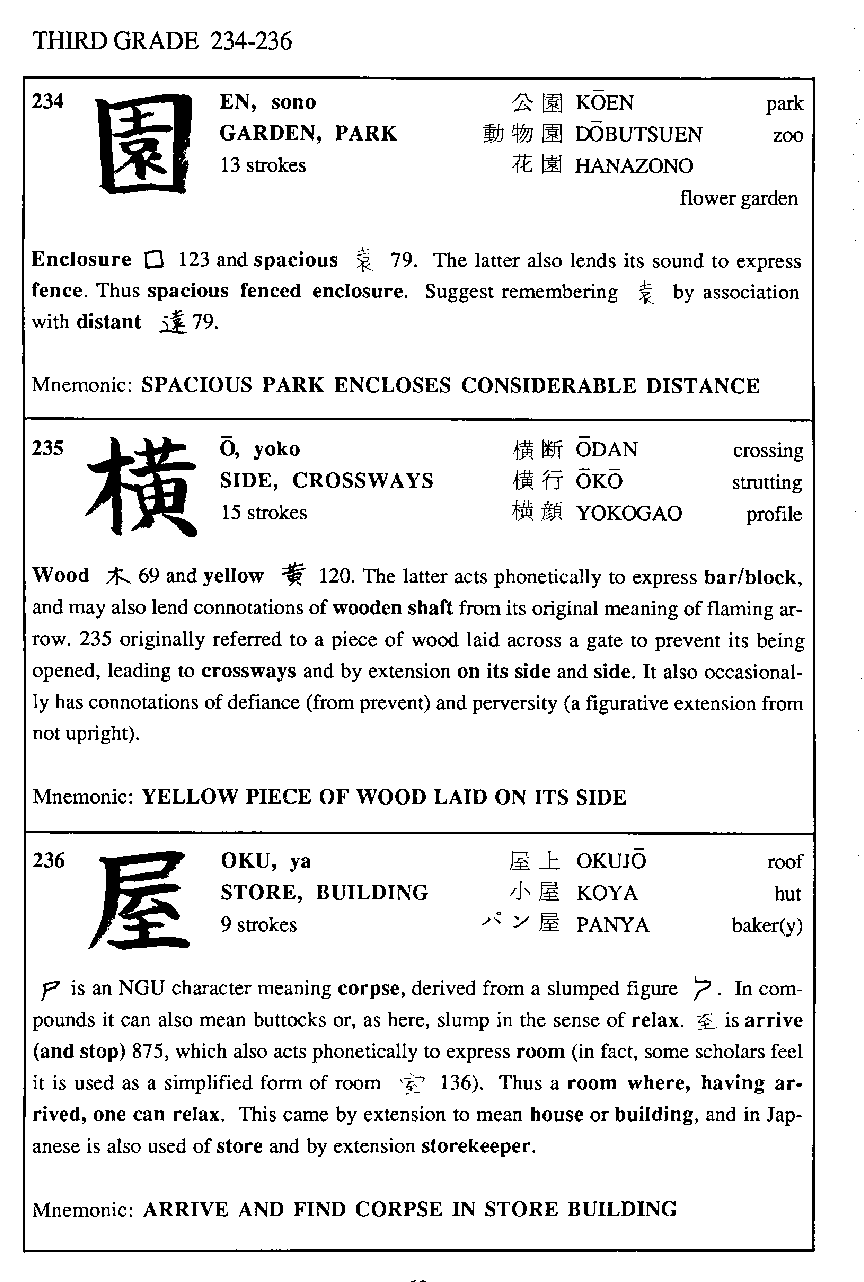 THIRD GRADE 234-236
234 園 EN, sono 公園 KŌEN park
GARDEN, PARK 動物園 DŌBUTSUEN zoo
13 strokes 花園 HANAZONO
flower garden
Enclosure 囗 123 and spacious 袁 79. The latter also lends its sound to express
fence. Thus spacious fenced enclosure. Suggest remembering 袁 by association
with distant 遠 79.
Mnemonic: SPACIOUS PARK ENCLOSES CONSIDERABLE DISTANCE
235 横 Ō, yoko 横断 ŌDAN crossing
SIDE, CROSSWAYS 横行 ŌKŌ strutting
15 strokes 横顔 YOKOGAO profile
Wood 木 69 and yellow 黄 120. The latter acts phonetically to express bar/block,
and may also lend connotations of wooden shaft from its original meaning of flaming ar-
row. 235 originally referred to a piece of wood laid across a gate to prevent its being
opened, leading to crossways and by extension on its side and side. It also occasional-
ly has connotations of defiance (from prevent) and perversity (a figurative extension from
not upright).
Mnemonic: YELLOW PIECE OF WOOD LAID ON ITS SIDE
236 屋 OKU, ya 屋上 OKUJŌ roof
STORE, BUILDING 小屋 KOYA hut
9 strokes パン屋 PANYA baker(y)
尸 is an NGU character meaning corpse, derived from a slumped figure. In com-
pounds it can also mean buttocks or, as here, slump in the sense of relax. 至 is arrive
(and stop) 875, which also acts phonetically to express room (in fact, some scholars feel
it is used as a simplified form of room 室 136). Thus a room where, having ar-
rived, one can relax. This came by extension to mean house or building, and in Jap-
anese is also used of store and by extension storekeeper.
Mnemonic: ARRIVE AND FIND CORPSE IN STORE BUILDING